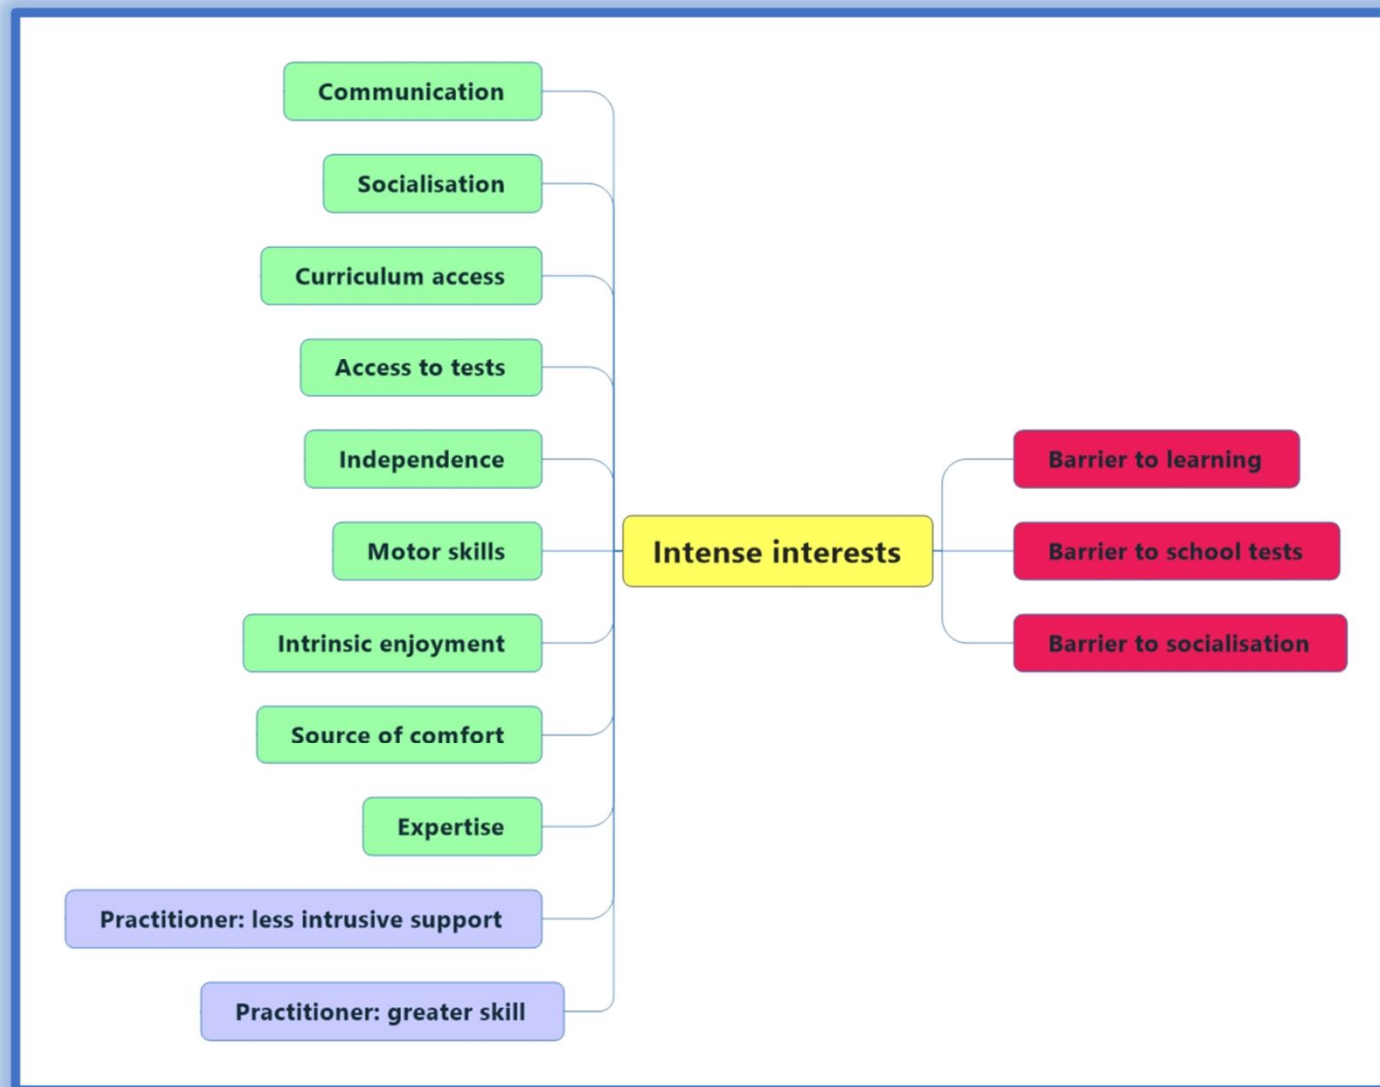 Communication
Socialisation
Curriculum access
Access to tests
Independence
Motor skills
Intrinsic enjoyment
Source of comfort
Expertise
Practitioner: less intrusive support
Practitioner: greater skill
Intense interests
Barrier to learning
Barrier to school tests
Barrier to socialisation